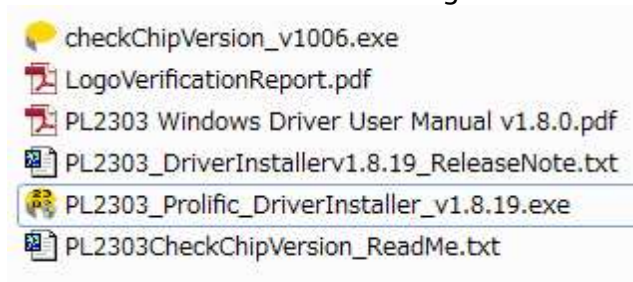 checkChipVersion_v1006.exe
LogoVerificationReport.pdf
PL2303 Windows Driver User Manual v1.8.0.pdf
PL2303_DriverInstallerv1.8.19_ReleaseNote.txt
PL2303_Prolific_DriverInstaller_v1.8.19.exe
PL2303CheckChipVersion_ReadMe.txt